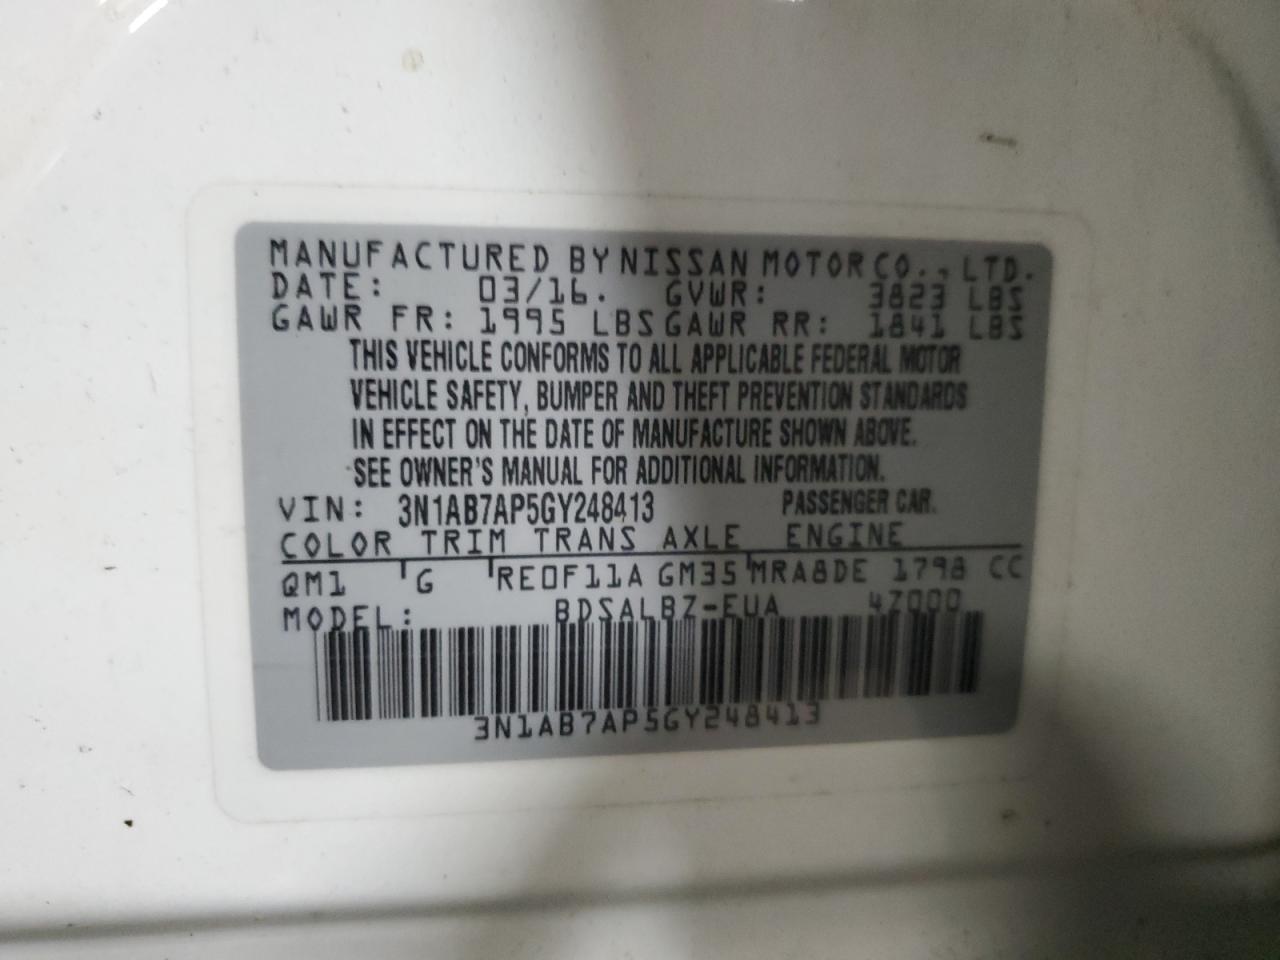 MANUFACTURED BY NISSAN MOTOR CO., LTD.
DATE: 03/16. GVWR: 3823 LBS
GAWR FR: 1995 LBS GAWR RR: 1841 LBS
THIS VEHICLE CONFORMS TO ALL APPLICABLE FEDERAL MOTOR
VEHICLE SAFETY, BUMPER AND THEFT PREVENTION STANDARDS
IN EFFECT ON THE DATE OF MANUFACTURE SHOWN ABOVE.
SEE OWNER'S MANUAL FOR ADDITIONAL INFORMATION.
VIN: 3N1AB7AP5GY248413 PASSENGER CAR.
COLOR TRIM TRANS AXLE ENGINE
QM1 G RE0F11A GM35 MRA8DE 1798 CC
MODEL: BDSALBZ-EUA 4Z000
3N1AB7AP5GY248413